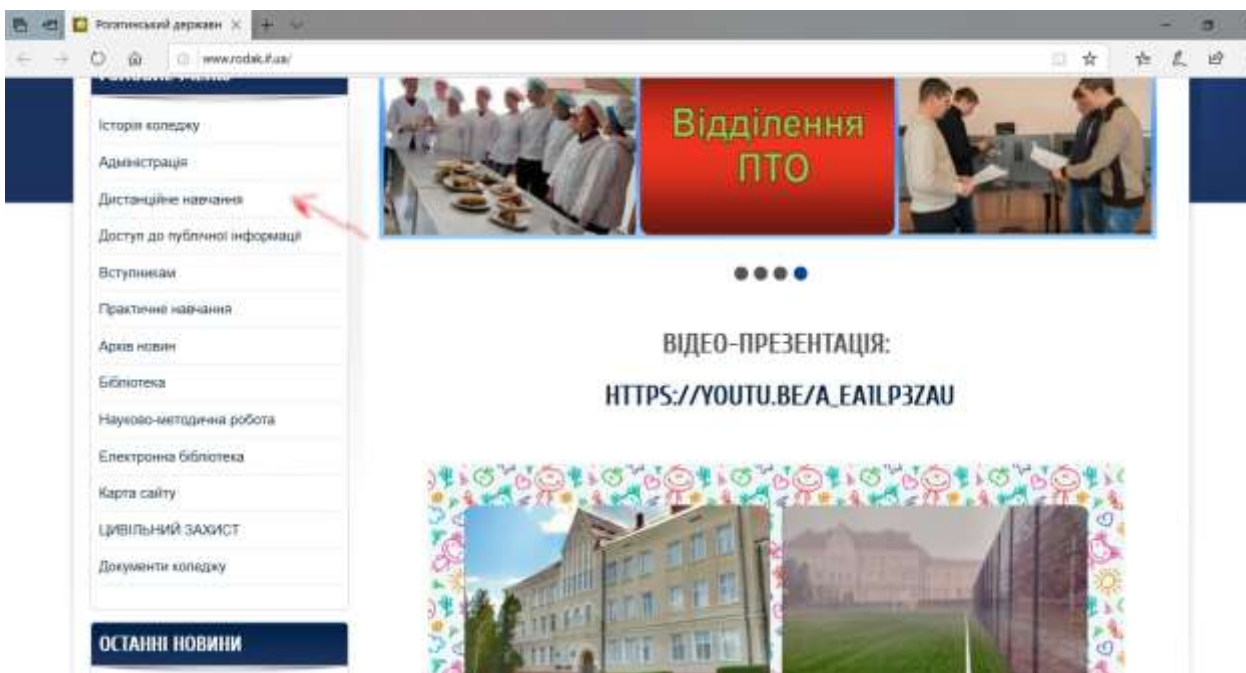 Рогатинський державн
www.rodak.if.ua/
Історія коледжу
Адміністрація
Дистанційне навчання
Доступ до публічної інформації
Вступникам
Практичне навчання
Архів новин
Бібліотека
Науково-методична робота
Електронна бібліотека
Карта сайту
ЦИВІЛЬНИЙ ЗАХИСТ
Документи коледжу
ОСТАННІ НОВИНИ
Відділення
ПТО
ВІДЕО-ПРЕЗЕНТАЦІЯ:
HTTPS://YOUTU.BE/A_EA1LP3ZAU